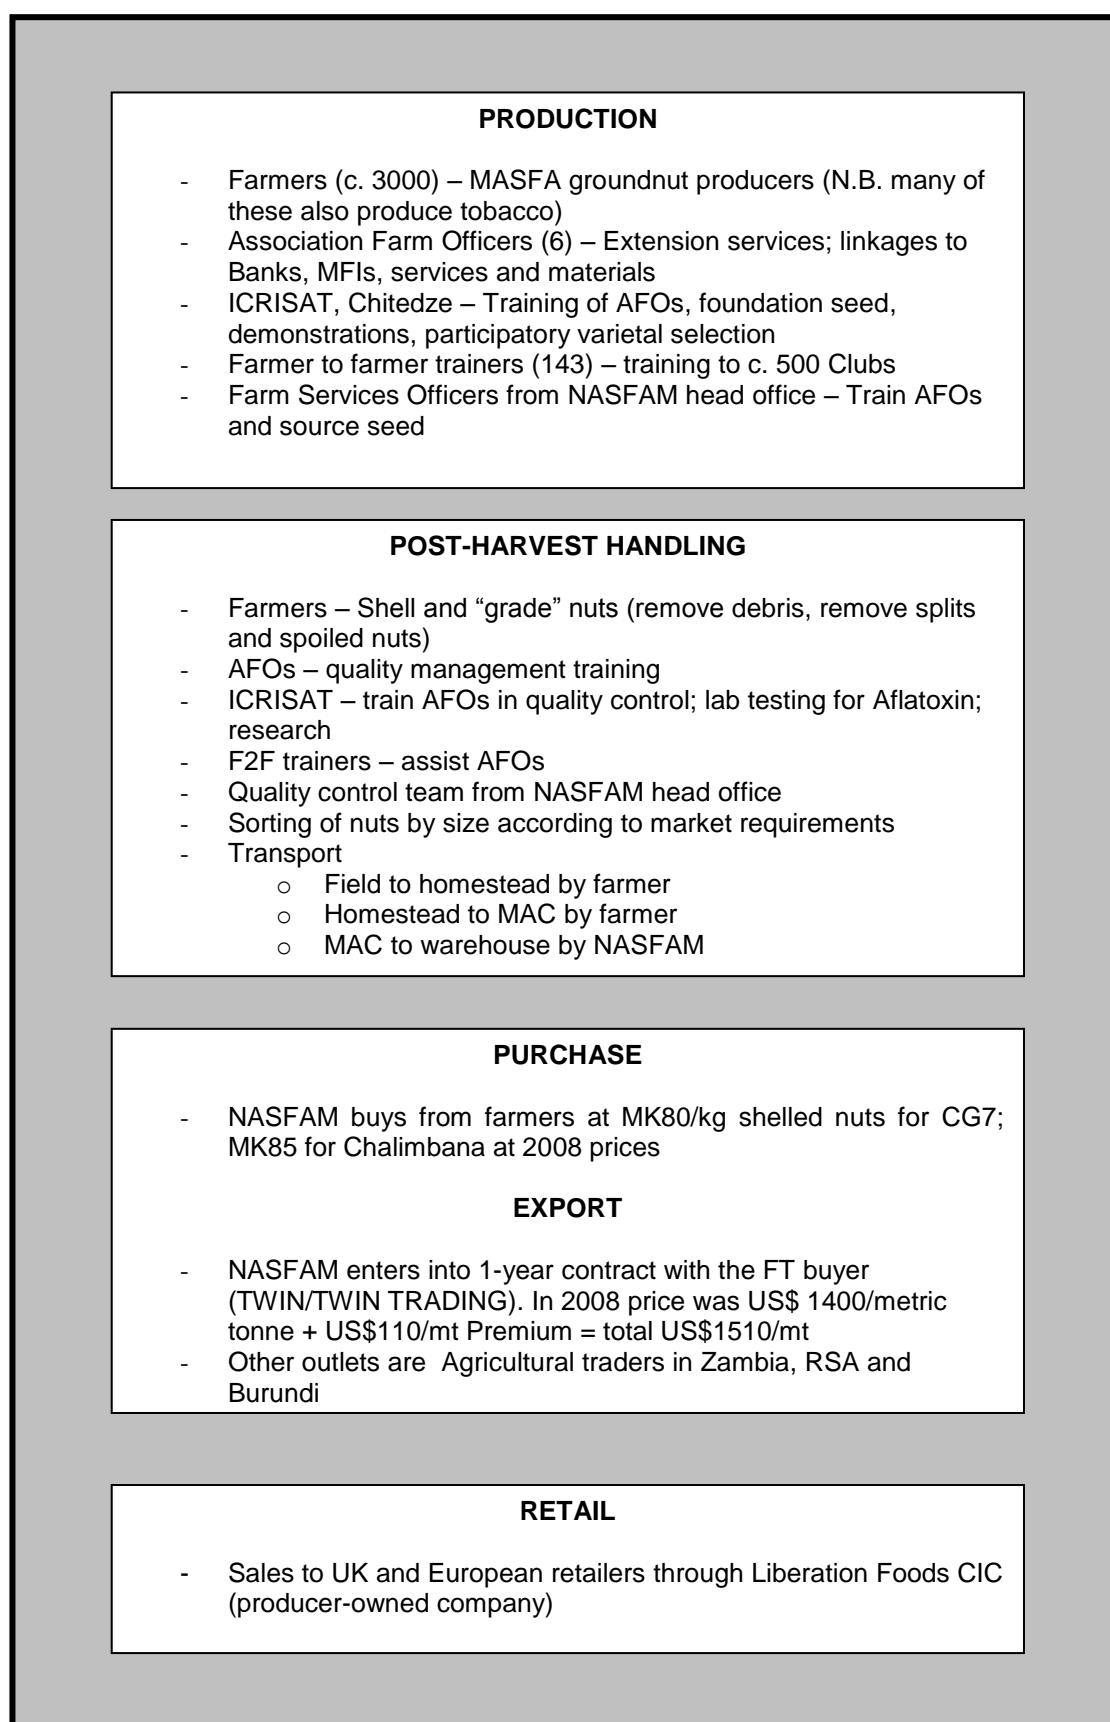 PRODUCTION
- Farmers (c. 3000) – MASFA groundnut producers (N.B. many of
these also produce tobacco)
- Association Farm Officers (6) – Extension services; linkages to
Banks, MFIs, services and materials
- ICRISAT, Chitedze – Training of AFOs, foundation seed,
demonstrations, participatory varietal selection
- Farmer to farmer trainers (143) – training to c. 500 Clubs
- Farm Services Officers from NASFAM head office – Train AFOs
and source seed
POST-HARVEST HANDLING
- Farmers – Shell and “grade” nuts (remove debris, remove splits
and spoiled nuts)
- AFOs – quality management training
- ICRISAT – train AFOs in quality control; lab testing for Aflatoxin;
research
- F2F trainers – assist AFOs
- Quality control team from NASFAM head office
- Sorting of nuts by size according to market requirements
- Transport
o Field to homestead by farmer
o Homestead to MAC by farmer
o MAC to warehouse by NASFAM
PURCHASE
- NASFAM buys from farmers at MK80/kg shelled nuts for CG7;
MK85 for Chalimbana at 2008 prices
EXPORT
- NASFAM enters into 1-year contract with the FT buyer
(TWIN/TWIN TRADING). In 2008 price was US$ 1400/metric
tonne + US$110/mt Premium = total US$1510/mt
- Other outlets are Agricultural traders in Zambia, RSA and
Burundi
RETAIL
- Sales to UK and European retailers through Liberation Foods CIC
(producer-owned company)